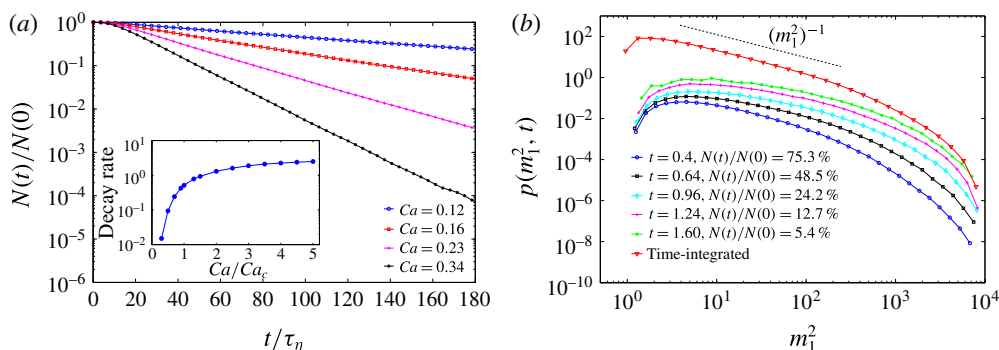 (a)
10^0
10^{-1}
10^{-2}
10^{-3}
10^{-4}
10^{-5}
10^{-6}
N(t)/N(0)
0 20 40 60 80 100 120 140 160 180
t/τ_η
Decay rate
10^1
10^0
10^{-1}
10^{-2}
0 1 2 3 4 5
Ca/Ca_c
Ca = 0.12
Ca = 0.16
Ca = 0.23
Ca = 0.34
(b)
10^2
10^0
10^{-2}
10^{-4}
10^{-6}
10^{-8}
10^{-10}
p(m_1^2, t)
(m_1^2)^{-1}
t = 0.4, N(t)/N(0) = 75.3 %
t = 0.64, N(t)/N(0) = 48.5 %
t = 0.96, N(t)/N(0) = 24.2 %
t = 1.24, N(t)/N(0) = 12.7 %
t = 1.60, N(t)/N(0) = 5.4 %
Time-integrated
10^0 10^1 10^2 10^3 10^4
m_1^2